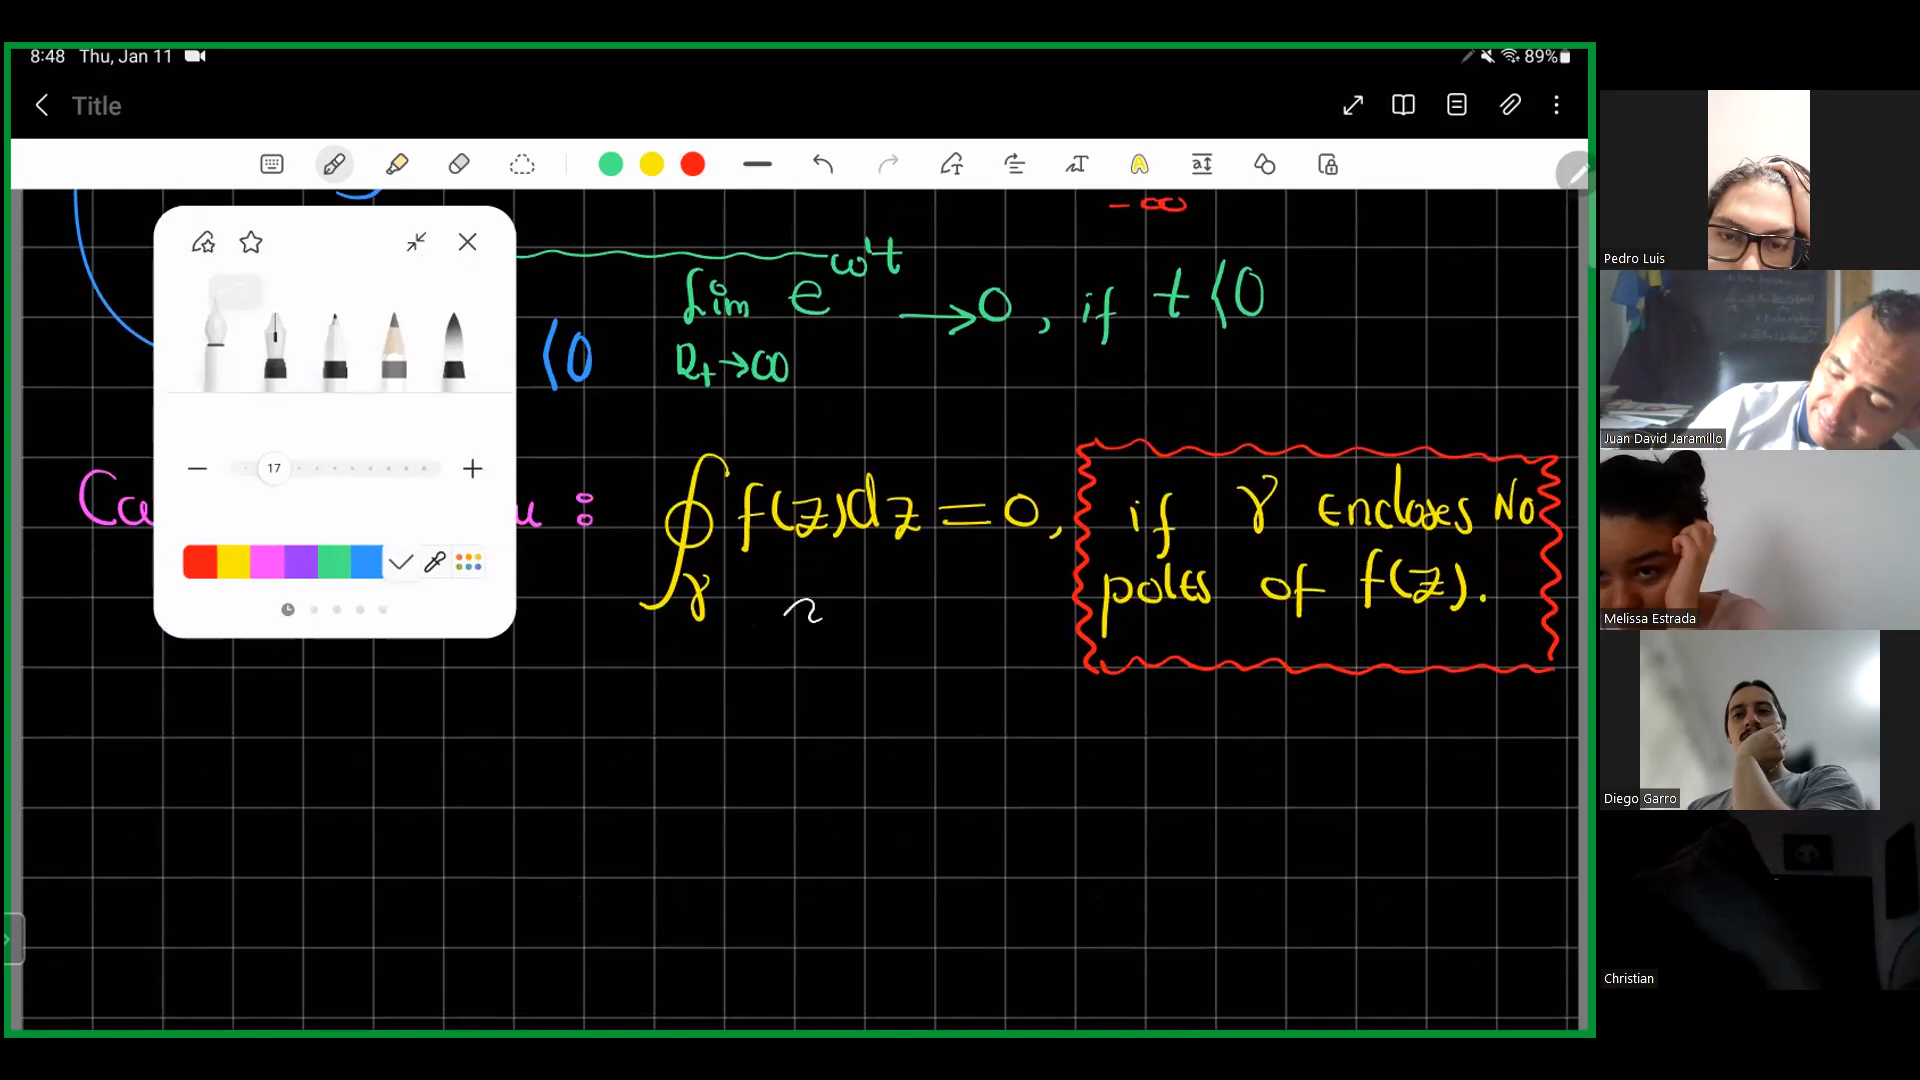 8:48 Thu, Jan 11 89%
Title
-∞
Lim e^ω't → 0, if t < 0
R+ → ∞
< 0
17
: ∮ f(z)dz = 0, if γ Encloses No
γ
poles of f(z).
Pedro Luis
Juan David Jaramillo
Melissa Estrada
Diego Garro
Christian